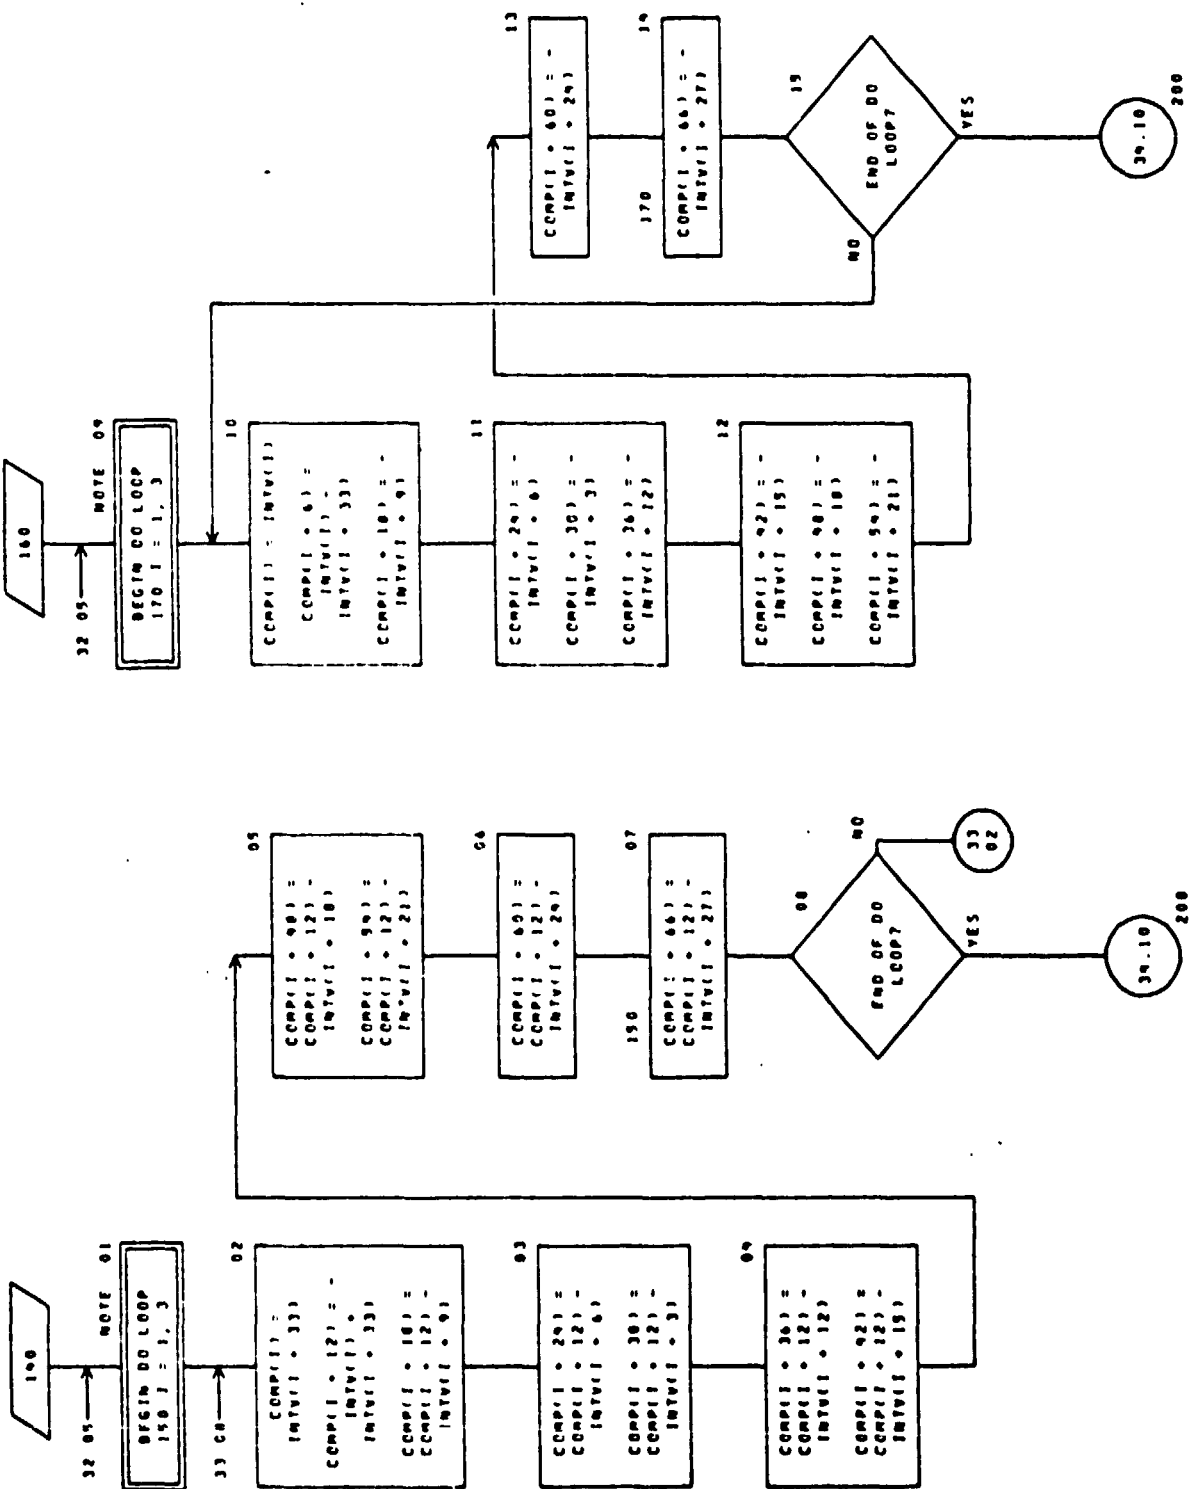 140
32 05
NOTE 01
BEGIN DO LOOP
150 I = 1, 3
33 08
02
COMP(I) =
INTV(I + 33)
COMP(I + 12) = -
INTV(I) +
INTV(I + 33)
COMP(I + 18) =
COMP(I + 12) -
INTV(I + 9)
03
COMP(I + 24) =
COMP(I + 12) -
INTV(I + 6)
COMP(I + 30) =
COMP(I + 12) -
INTV(I + 3)
04
COMP(I + 36) =
COMP(I + 12) -
INTV(I + 12)
COMP(I + 42) =
COMP(I + 12) -
INTV(I + 15)
05
COMP(I + 48) =
COMP(I + 12) -
INTV(I + 18)
COMP(I + 54) =
COMP(I + 12) -
INTV(I + 21)
06
COMP(I + 60) =
COMP(I + 12) -
INTV(I + 24)
150
07
COMP(I + 66) =
COMP(I + 12) -
INTV(I + 27)
08
END OF DO
LOOP?
NO
33
02
YES
34.10
200
160
32 05
NOTE 09
BEGIN DO LOOP
170 I = 1, 3
10
COMP(I) = INTV(I)
COMP(I + 6) =
INTV(I) -
INTV(I + 33)
COMP(I + 18) = -
INTV(I + 9)
11
COMP(I + 24) = -
INTV(I + 6)
COMP(I + 30) = -
INTV(I + 3)
COMP(I + 36) = -
INTV(I + 12)
12
COMP(I + 42) = -
INTV(I + 15)
COMP(I + 48) = -
INTV(I + 18)
COMP(I + 54) = -
INTV(I + 21)
13
COMP(I + 60) = -
INTV(I + 24)
170
14
COMP(I + 66) = -
INTV(I + 27)
15
END OF DO
LOOP?
NO
YES
34.10
200